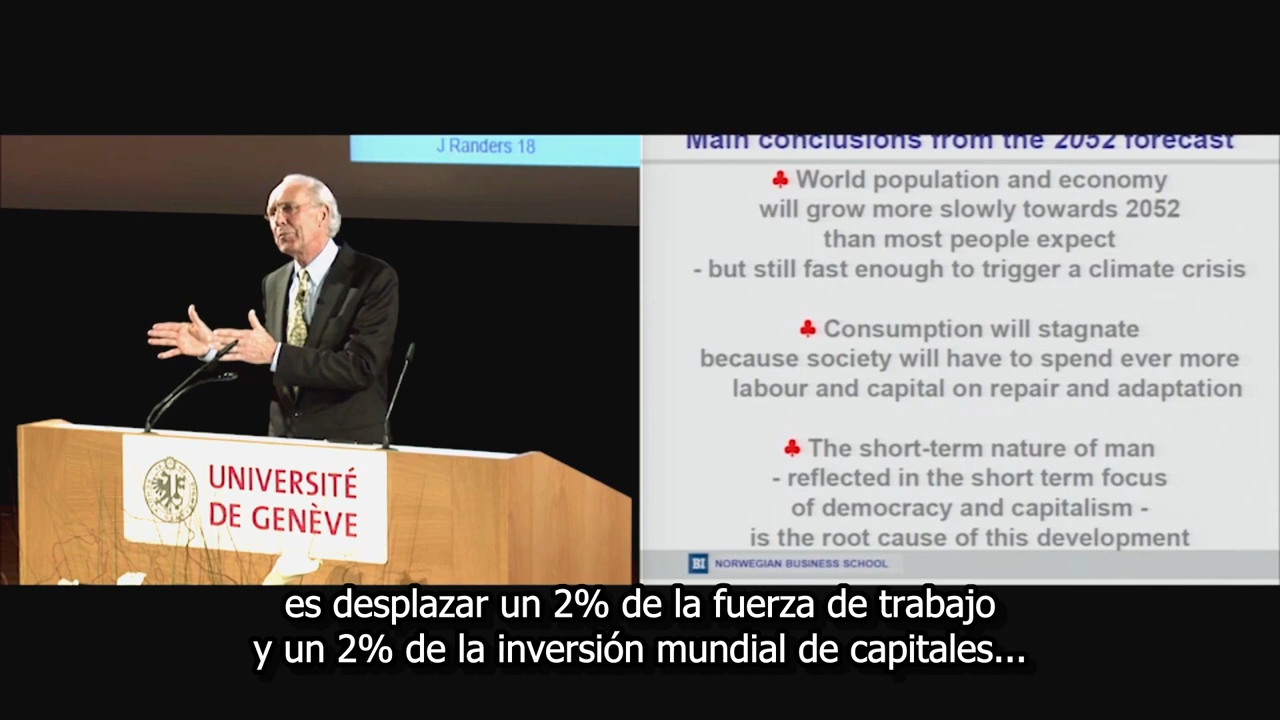 J Randers 18
UNIVERSITÉ
DE GENÈVE
Main conclusions from the 2052 forecast
♣ World population and economy
will grow more slowly towards 2052
than most people expect
- but still fast enough to trigger a climate crisis
♣ Consumption will stagnate
because society will have to spend ever more
labour and capital on repair and adaptation
♣ The short-term nature of man
- reflected in the short term focus
of democracy and capitalism -
is the root cause of this development
BI NORWEGIAN BUSINESS SCHOOL
es desplazar un 2% de la fuerza de trabajo
y un 2% de la inversión mundial de capitales...